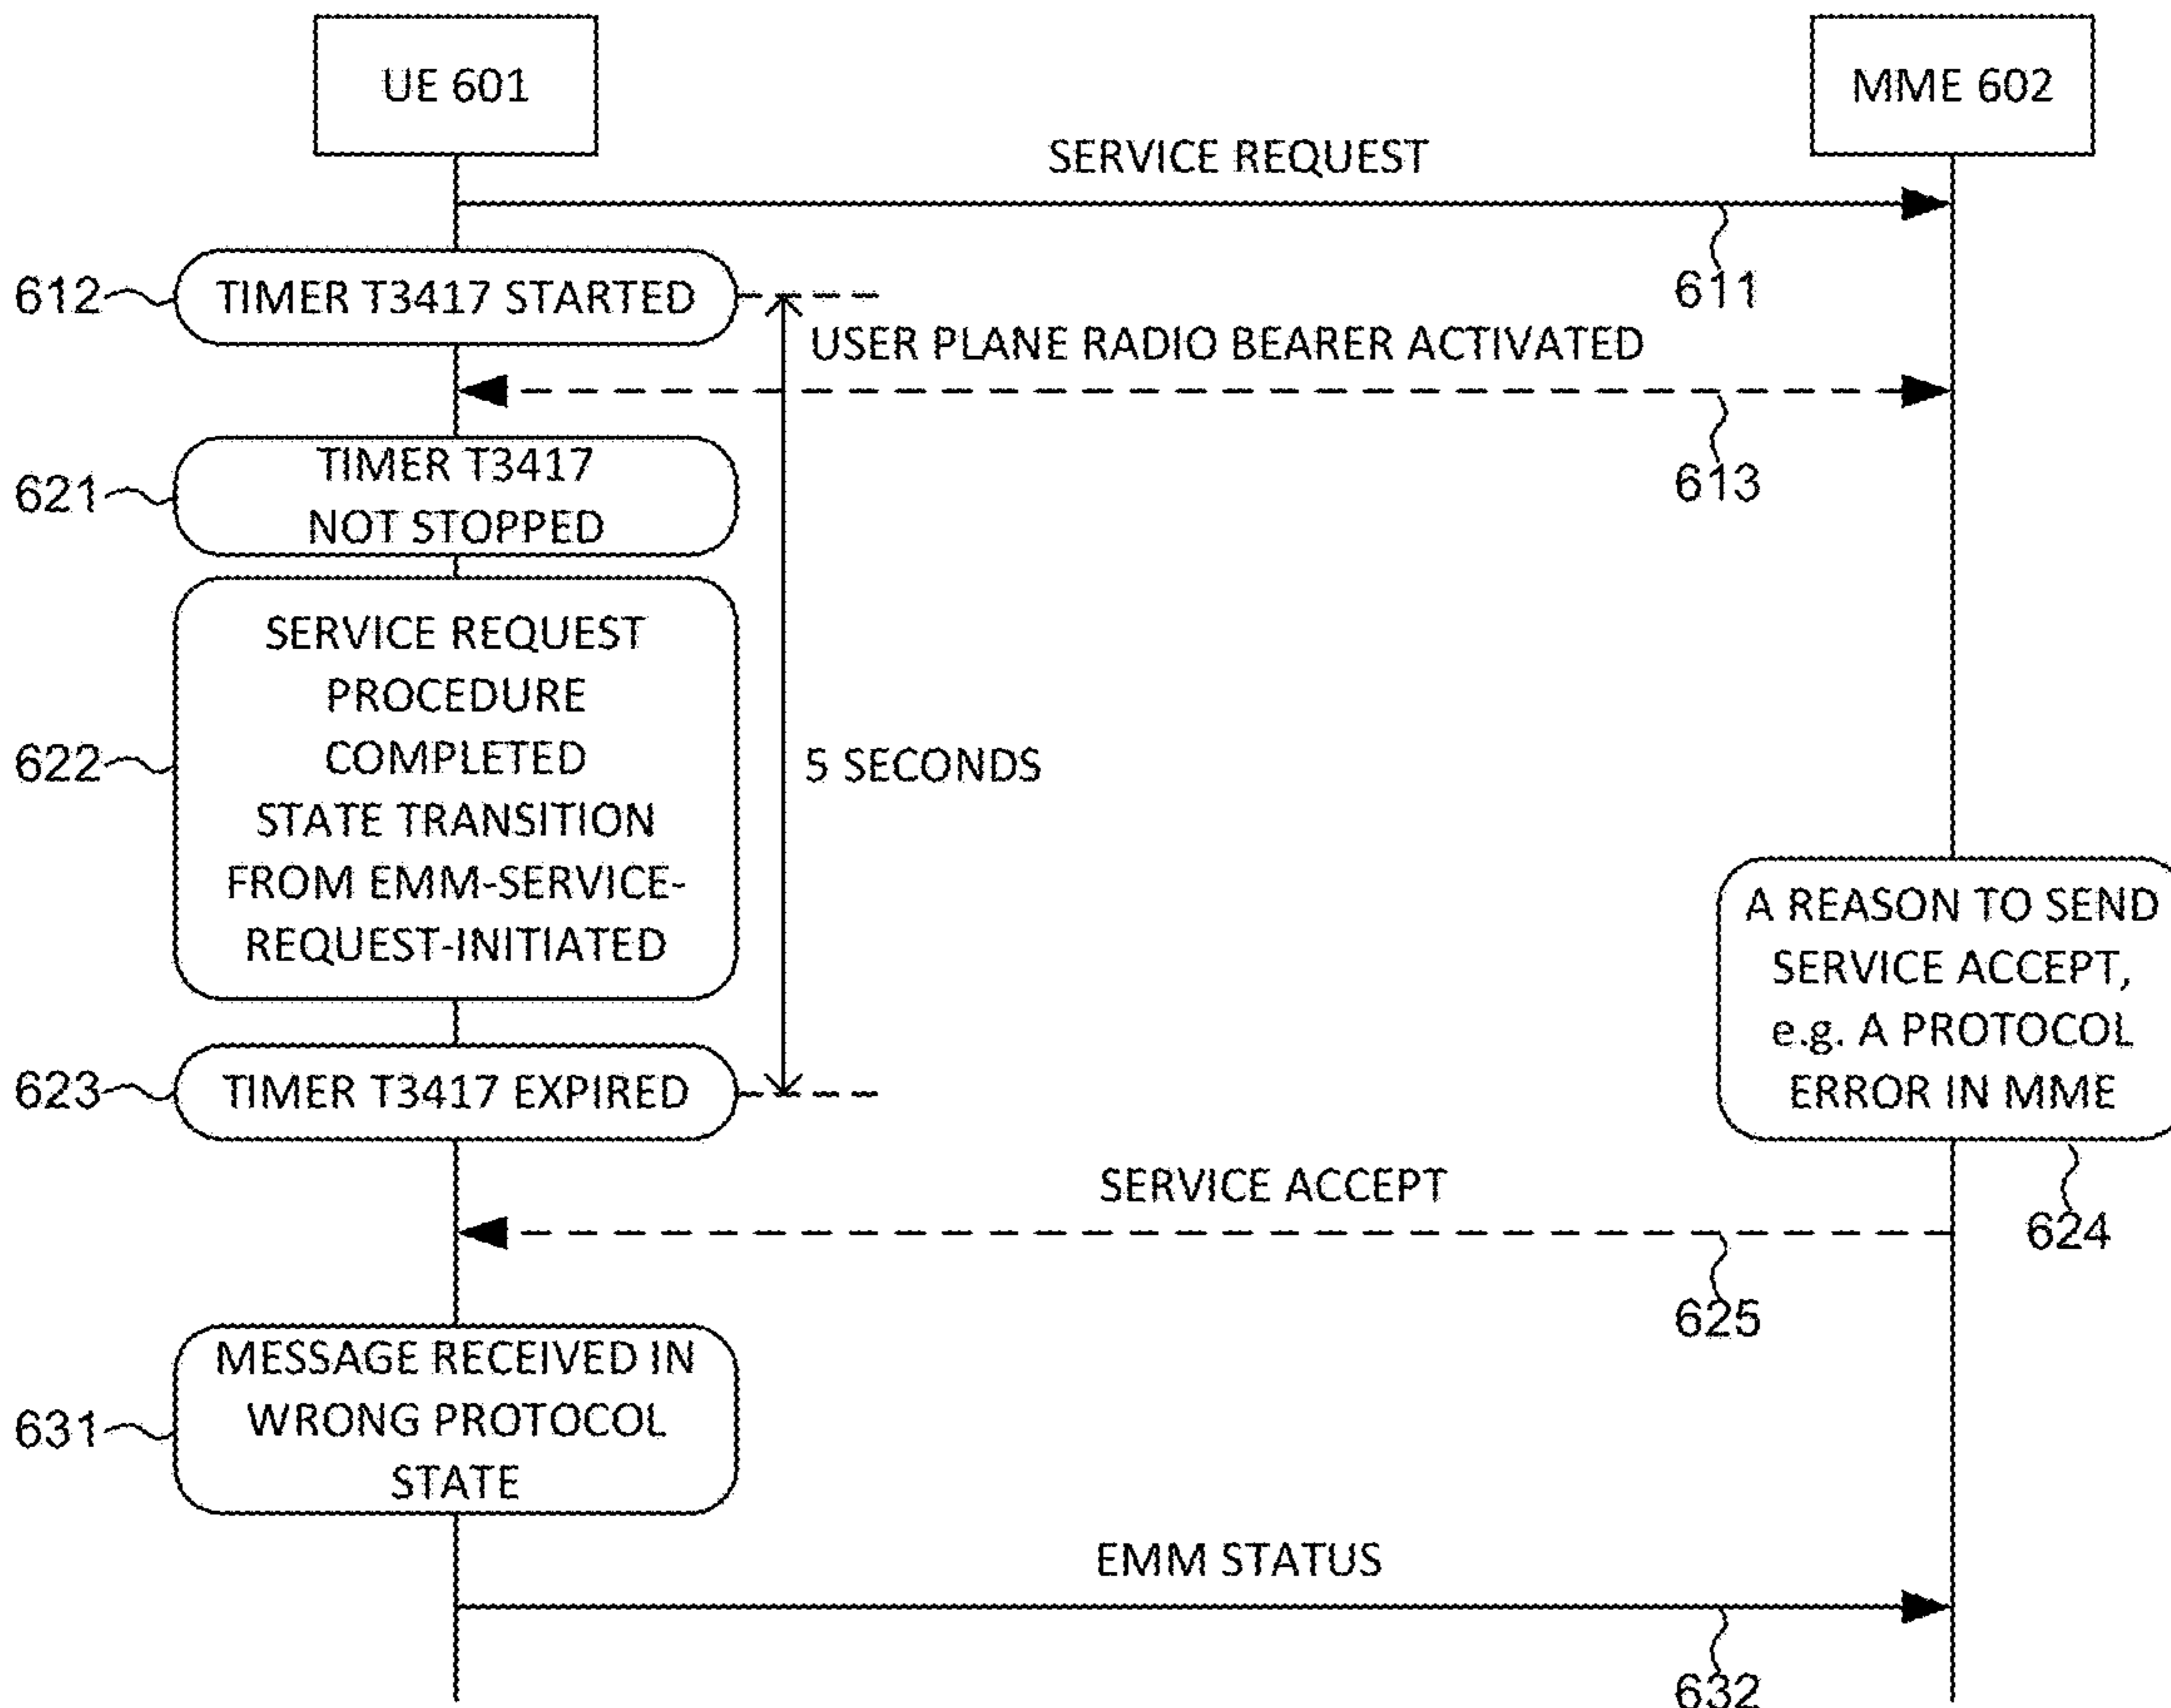 UE 601
MME 602
SERVICE REQUEST
611
612
TIMER T3417 STARTED
USER PLANE RADIO BEARER ACTIVATED
613
621
TIMER T3417
NOT STOPPED
622
SERVICE REQUEST
PROCEDURE
COMPLETED
STATE TRANSITION
FROM EMM-SERVICE-
REQUEST-INITIATED
5 SECONDS
A REASON TO SEND
SERVICE ACCEPT,
e.g. A PROTOCOL
ERROR IN MME
624
623
TIMER T3417 EXPIRED
SERVICE ACCEPT
625
631
MESSAGE RECEIVED IN
WRONG PROTOCOL
STATE
EMM STATUS
632